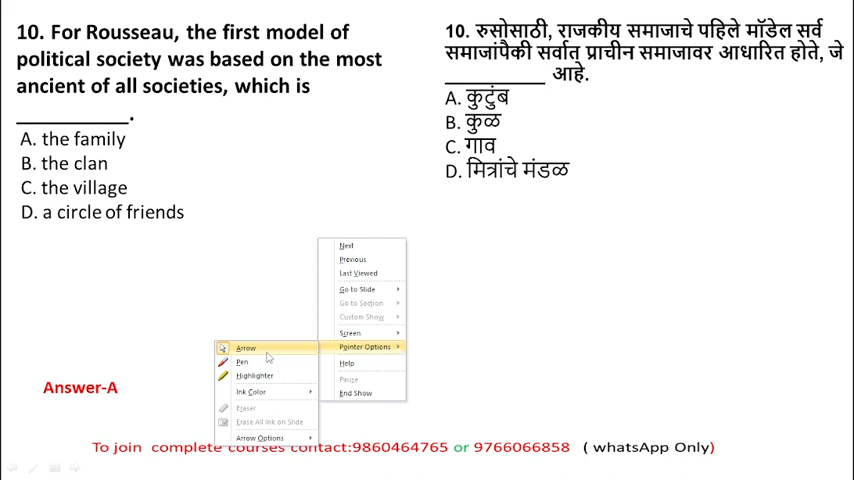 10. For Rousseau, the first model of
political society was based on the most
ancient of all societies, which is
____________.
A. the family
B. the clan
C. the village
D. a circle of friends
10. रुसोसाठी, राजकीय समाजाचे पहिले मॉडेल सर्व
समाजांपैकी सर्वात प्राचीन समाजावर आधारित होते, जे
____________ आहे.
A. कुटुंब
B. कुळ
C. गाव
D. मित्रांचे मंडळ
Next
Previous
Last Viewed
Go to Slide
Go to Section
Custom Show
Screen
Pointer Options
Help
Pause
End Show
Arrow
Pen
Highlighter
Ink Color
Eraser
Erase All Ink on Slide
Arrow Options
Answer-A
To join complete courses contact:9860464765 or 9766066858 ( whatsApp Only)